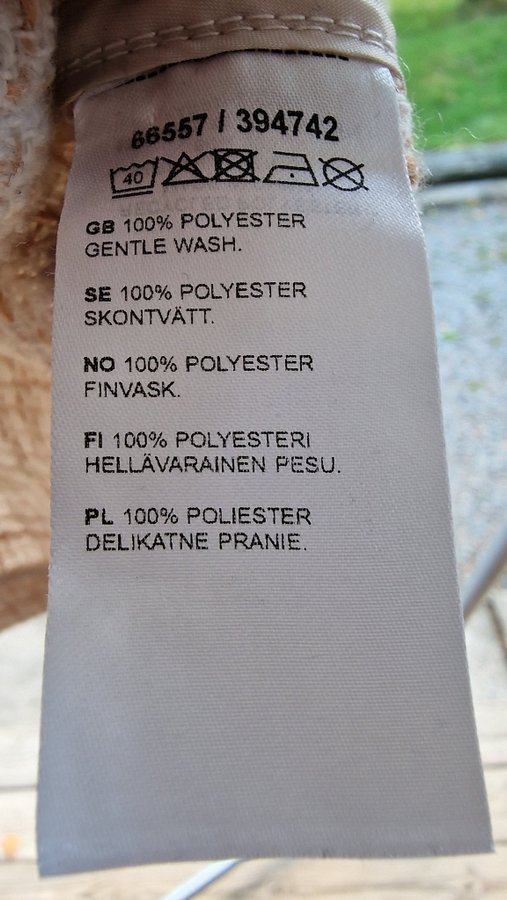 66557 / 394742
40
GB 100% POLYESTER
GENTLE WASH.
SE 100% POLYESTER
SKONTVÄTT.
NO 100% POLYESTER
FINVASK.
FI 100% POLYESTERI
HELLÄVARAINEN PESU.
PL 100% POLIESTER
DELIKATNE PRANIE.